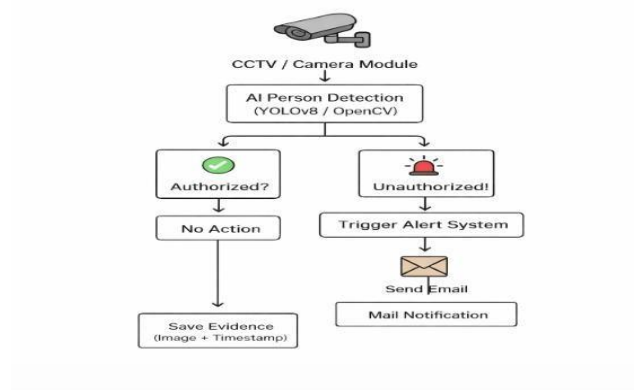 CCTV / Camera Module
AI Person Detection
(YOLOv8 / OpenCV)
Authorized?
Unauthorized!
No Action
Trigger Alert System
Send Email
Mail Notification
Save Evidence
(Image + Timestamp)